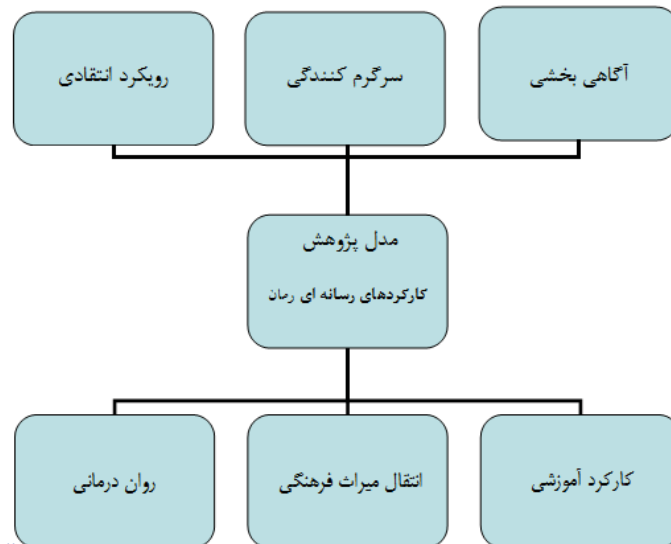 آگاهی بخشی
سرگرم کنندگی
رویکرد انتقادی
مدل پژوهش
کارکردهای رسانه ای رمان
کارکرد آموزشی
انتقال میراث فرهنگی
روان درمانی